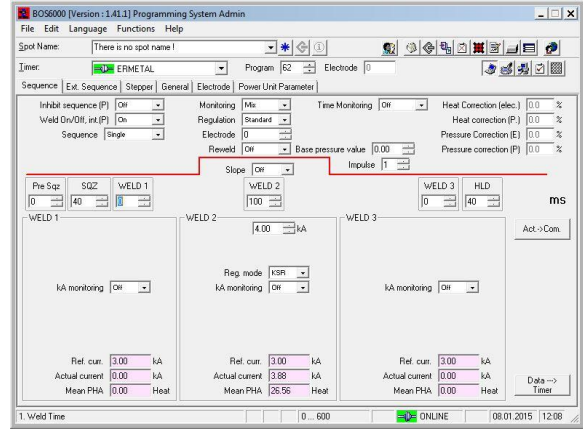 BOS6000 [Version : 1.41.1] Programming System Admin
File Edit Language Functions Help
Spot Name: There is no spot name !
Timer: ERMETAL Program 62 Electrode 0
Sequence Ext. Sequence Stepper General Electrode Power Unit Parameter
Inhibit sequence (P) Off Monitoring Mix Time Monitoring Off Heat Correction (elec.) 0.0 %
Weld On/Off, int.(P) On Regulation Standard Heat correction (P.) 0.0 %
Sequence Single Electrode 0 Pressure Correction (E) 0.0 %
Reweld Off Base pressure value 0.00 Pressure correction (P) 0.0 %
Slope Off Impulse 1
Pre Sqz SQZ WELD 1 WELD 2 WELD 3 HLD
0 40 0 100 0 40 ms
WELD 1 WELD 2 WELD 3
4.00 kA Act.->Com.
Reg. mode KSR
kA monitoring Off kA monitoring Off kA monitoring Off
Ref. curr. 3.00 kA Ref. curr. 3.00 kA Ref. curr. 3.00 kA
Actual current 0.00 kA Actual current 3.88 kA Actual current 0.00 kA
Mean PHA 0.00 Heat Mean PHA 26.56 Heat Mean PHA 0.00 Heat
Data --> Timer
1. Weld Time 0 ... 600 ONLINE 08.01.2015 12:08